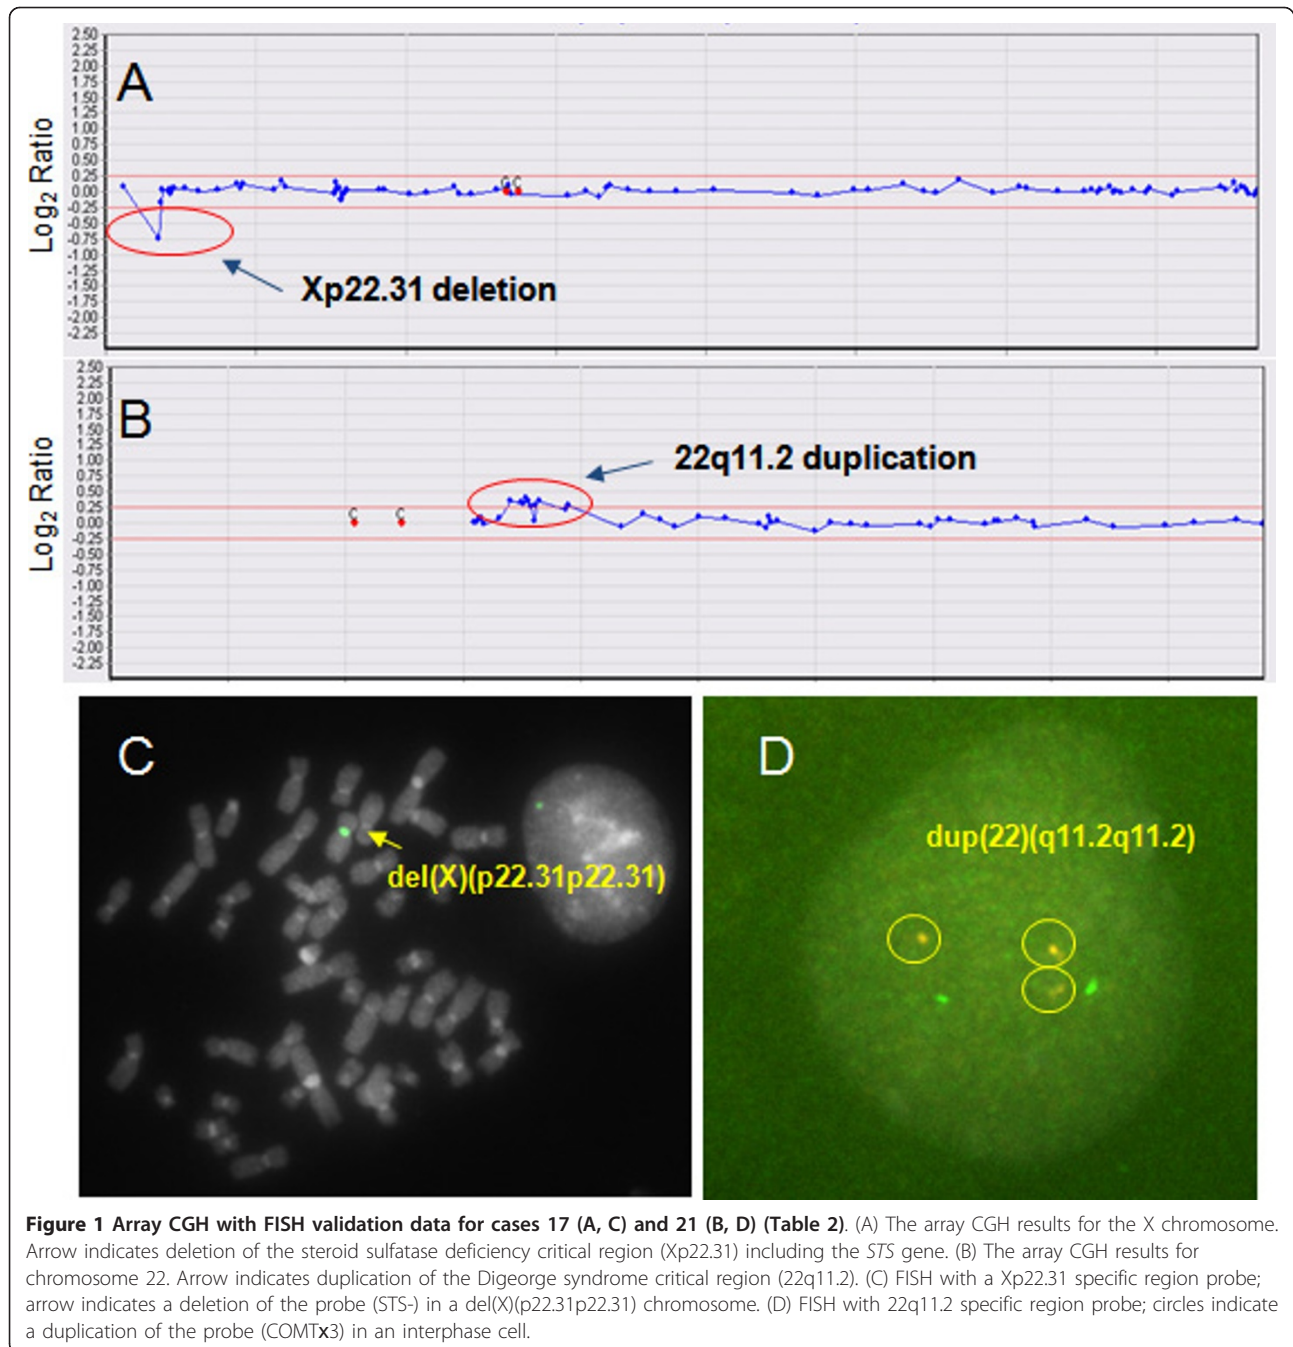 2.50
2.25
2.00
1.75
1.50
1.25
1.00
0.75
0.50
0.25
0.00
-0.25
-0.50
-0.75
-1.00
-1.25
-1.50
-1.75
-2.00
-2.25
Log2 Ratio
A
C C
Xp22.31 deletion
2.50
2.25
2.00
1.75
1.50
1.25
1.00
0.75
0.50
0.25
0.00
-0.25
-0.50
-0.75
-1.00
-1.25
-1.50
-1.75
-2.00
-2.25
Log2 Ratio
B
C C
22q11.2 duplication
C
del(X)(p22.31p22.31)
D
dup(22)(q11.2q11.2)
Figure 1 Array CGH with FISH validation data for cases 17 (A, C) and 21 (B, D) (Table 2). (A) The array CGH results for the X chromosome.
Arrow indicates deletion of the steroid sulfatase deficiency critical region (Xp22.31) including the STS gene. (B) The array CGH results for
chromosome 22. Arrow indicates duplication of the Digeorge syndrome critical region (22q11.2). (C) FISH with a Xp22.31 specific region probe;
arrow indicates a deletion of the probe (STS-) in a del(X)(p22.31p22.31) chromosome. (D) FISH with 22q11.2 specific region probe; circles indicate
a duplication of the probe (COMTx3) in an interphase cell.